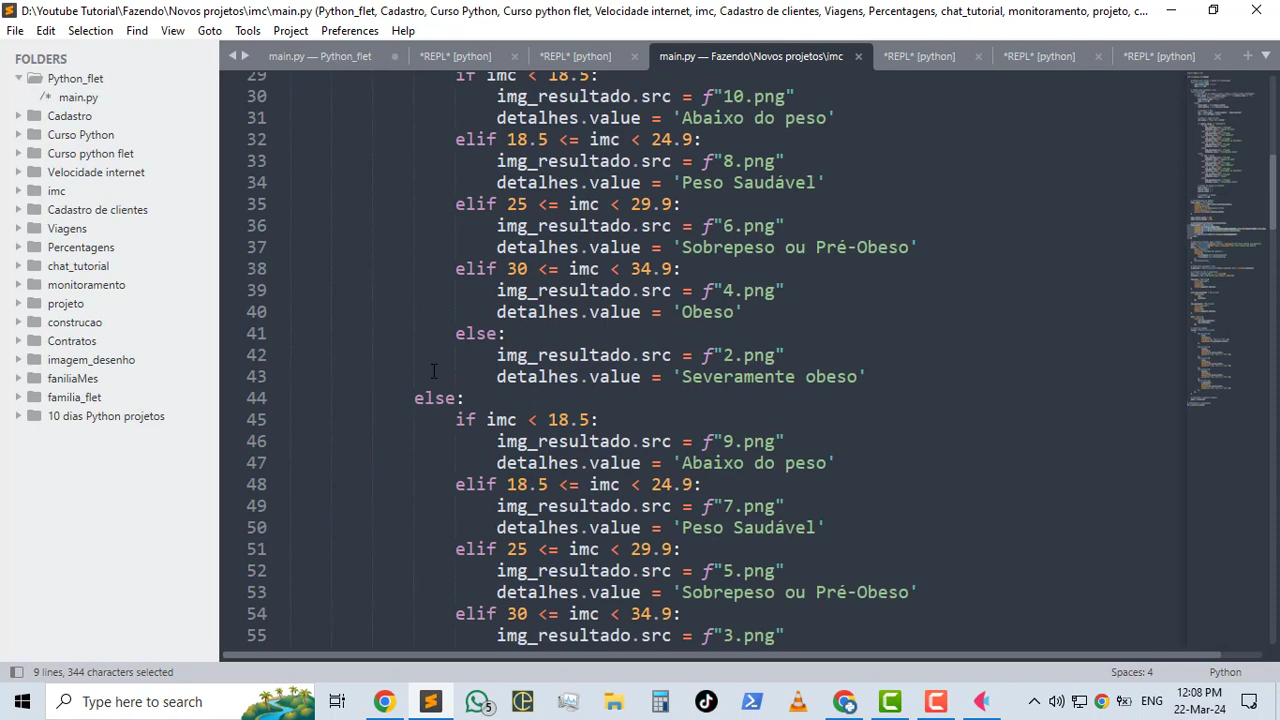 D:\Youtube Tutorial\Fazendo\Novos projetos\imc\main.py (Python_flet, Cadastro, Curso Python, Curso python flet, Velocidade internet, imc, Cadastro de clientes, Viagens, Percentagens, chat_tutorial, monitoramento, projeto, c...
File Edit Selection Find View Goto Tools Project Preferences Help
FOLDERS
Python_flet
/* main.py
Cadastro
Curso Python
Curso python flet
Velocidade internet
imc
Cadastro de clientes
Viagens
Percentagens
chat_tutorial
monitoramento
projeto
construcao
Contratos
imagem_desenho
faniliaMes
familia_flet
10 dias Python projetos
main.py — Python_flet *REPL* [python] *REPL* [python] main.py — Fazendo\Novos projetos\imc *REPL* [python] *REPL* [python] *REPL* [python]
29 if imc < 18.5:
30 img_resultado.src = f"10.png"
31 detalhes.value = 'Abaixo do peso'
32 elif 18.5 <= imc < 24.9:
33 img_resultado.src = f"8.png"
34 detalhes.value = 'Peso Saudável'
35 elif 25 <= imc < 29.9:
36 img_resultado.src = f"6.png
37 detalhes.value = 'Sobrepeso ou Pré-Obeso'
38 elif 30 <= imc < 34.9:
39 img_resultado.src = f"4.png"
40 detalhes.value = 'Obeso'
41 else:
42 img_resultado.src = f"2.png"
43 detalhes.value = 'Severamente obeso'
44 else:
45 if imc < 18.5:
46 img_resultado.src = f"9.png"
47 detalhes.value = 'Abaixo do peso'
48 elif 18.5 <= imc < 24.9:
49 img_resultado.src = f"7.png"
50 detalhes.value = 'Peso Saudável'
51 elif 25 <= imc < 29.9:
52 img_resultado.src = f"5.png"
53 detalhes.value = 'Sobrepeso ou Pré-Obeso'
54 elif 30 <= imc < 34.9:
55 img_resultado.src = f"3.png"
9 lines, 344 characters selected Spaces: 4 Python
Type here to search
5
ENG
12:08 PM
22-Mar-24